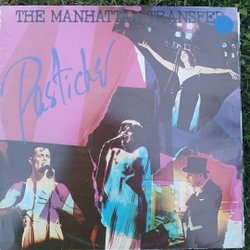 THE MANHATTAN TRANSFER
Pastiche